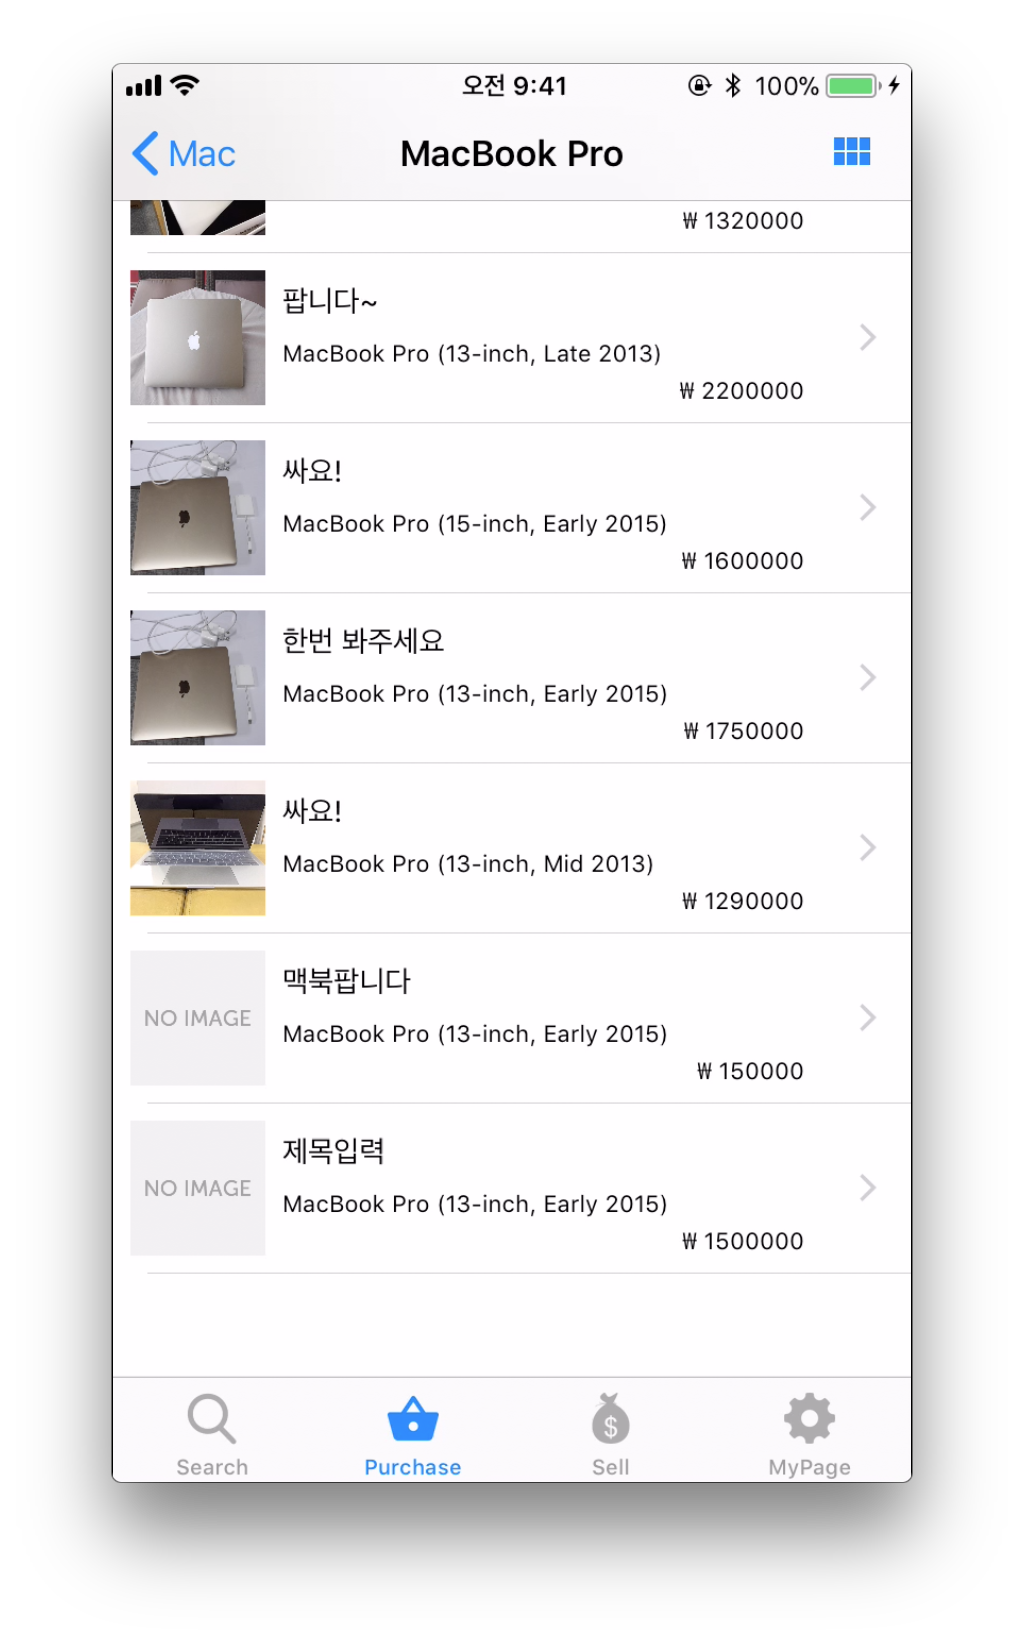 오전 9:41
100%
Mac
MacBook Pro
₩ 1320000
팝니다~
MacBook Pro (13-inch, Late 2013)
₩ 2200000
싸요!
MacBook Pro (15-inch, Early 2015)
₩ 1600000
한번 봐주세요
MacBook Pro (13-inch, Early 2015)
₩ 1750000
싸요!
MacBook Pro (13-inch, Mid 2013)
₩ 1290000
NO IMAGE
맥북팝니다
MacBook Pro (13-inch, Early 2015)
₩ 150000
NO IMAGE
제목입력
MacBook Pro (13-inch, Early 2015)
₩ 1500000
Search
Purchase
$
Sell
MyPage